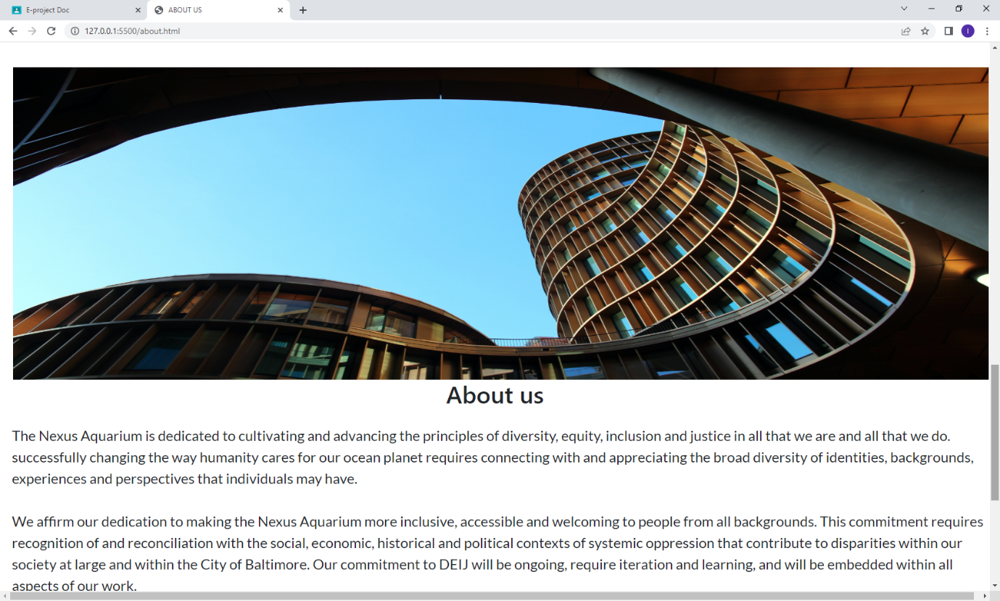 E-project Doc
ABOUT US
127.0.0.1:5500/about.html
I
About us
The Nexus Aquarium is dedicated to cultivating and advancing the principles of diversity, equity, inclusion and justice in all that we are and all that we do.
successfully changing the way humanity cares for our ocean planet requires connecting with and appreciating the broad diversity of identities, backgrounds,
experiences and perspectives that individuals may have.
We affirm our dedication to making the Nexus Aquarium more inclusive, accessible and welcoming to people from all backgrounds. This commitment requires
recognition of and reconciliation with the social, economic, historical and political contexts of systemic oppression that contribute to disparities within our
society at large and within the City of Baltimore. Our commitment to DEIJ will be ongoing, require iteration and learning, and will be embedded within all
aspects of our work.